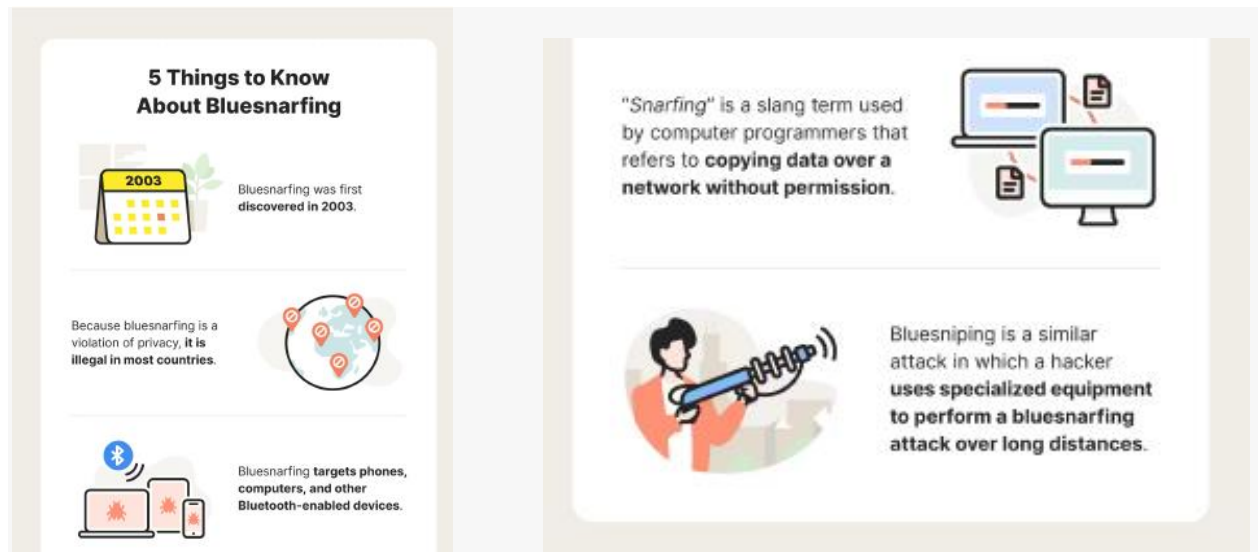 5 Things to Know
About Bluesnarfing
2003
Bluesnarfing was first
discovered in 2003.
Because bluesnarfing is a
violation of privacy, it is
illegal in most countries.
Bluesnarfing targets phones,
computers, and other
Bluetooth-enabled devices.
"Snarfing" is a slang term used
by computer programmers that
refers to copying data over a
network without permission.
Bluesniping is a similar
attack in which a hacker
uses specialized equipment
to perform a bluesnarfing
attack over long distances.